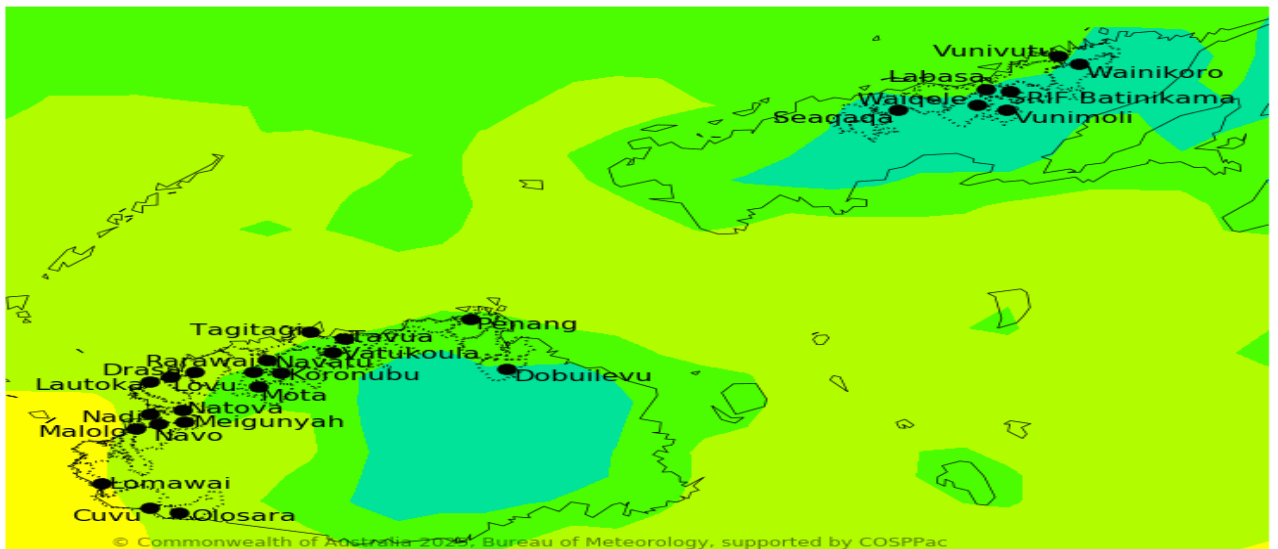 Vunivutu
Wainikoro
Labasa
SRIF Batinikama
Waiqele
Seaqaqa
Vunimoli
Penang
Tagitagi
Tavua
Vatukoula
Rarawai
Navatu
Drasa
Koronubu
Lautoka
Lovu
Mota
Natova
Nadi
Meigunyah
Malolo
Navo
Lomawai
Dobuilevu
Cuvu
Olosara
© Commonwealth of Australia 2025, Bureau of Meteorology, supported by COSPPac